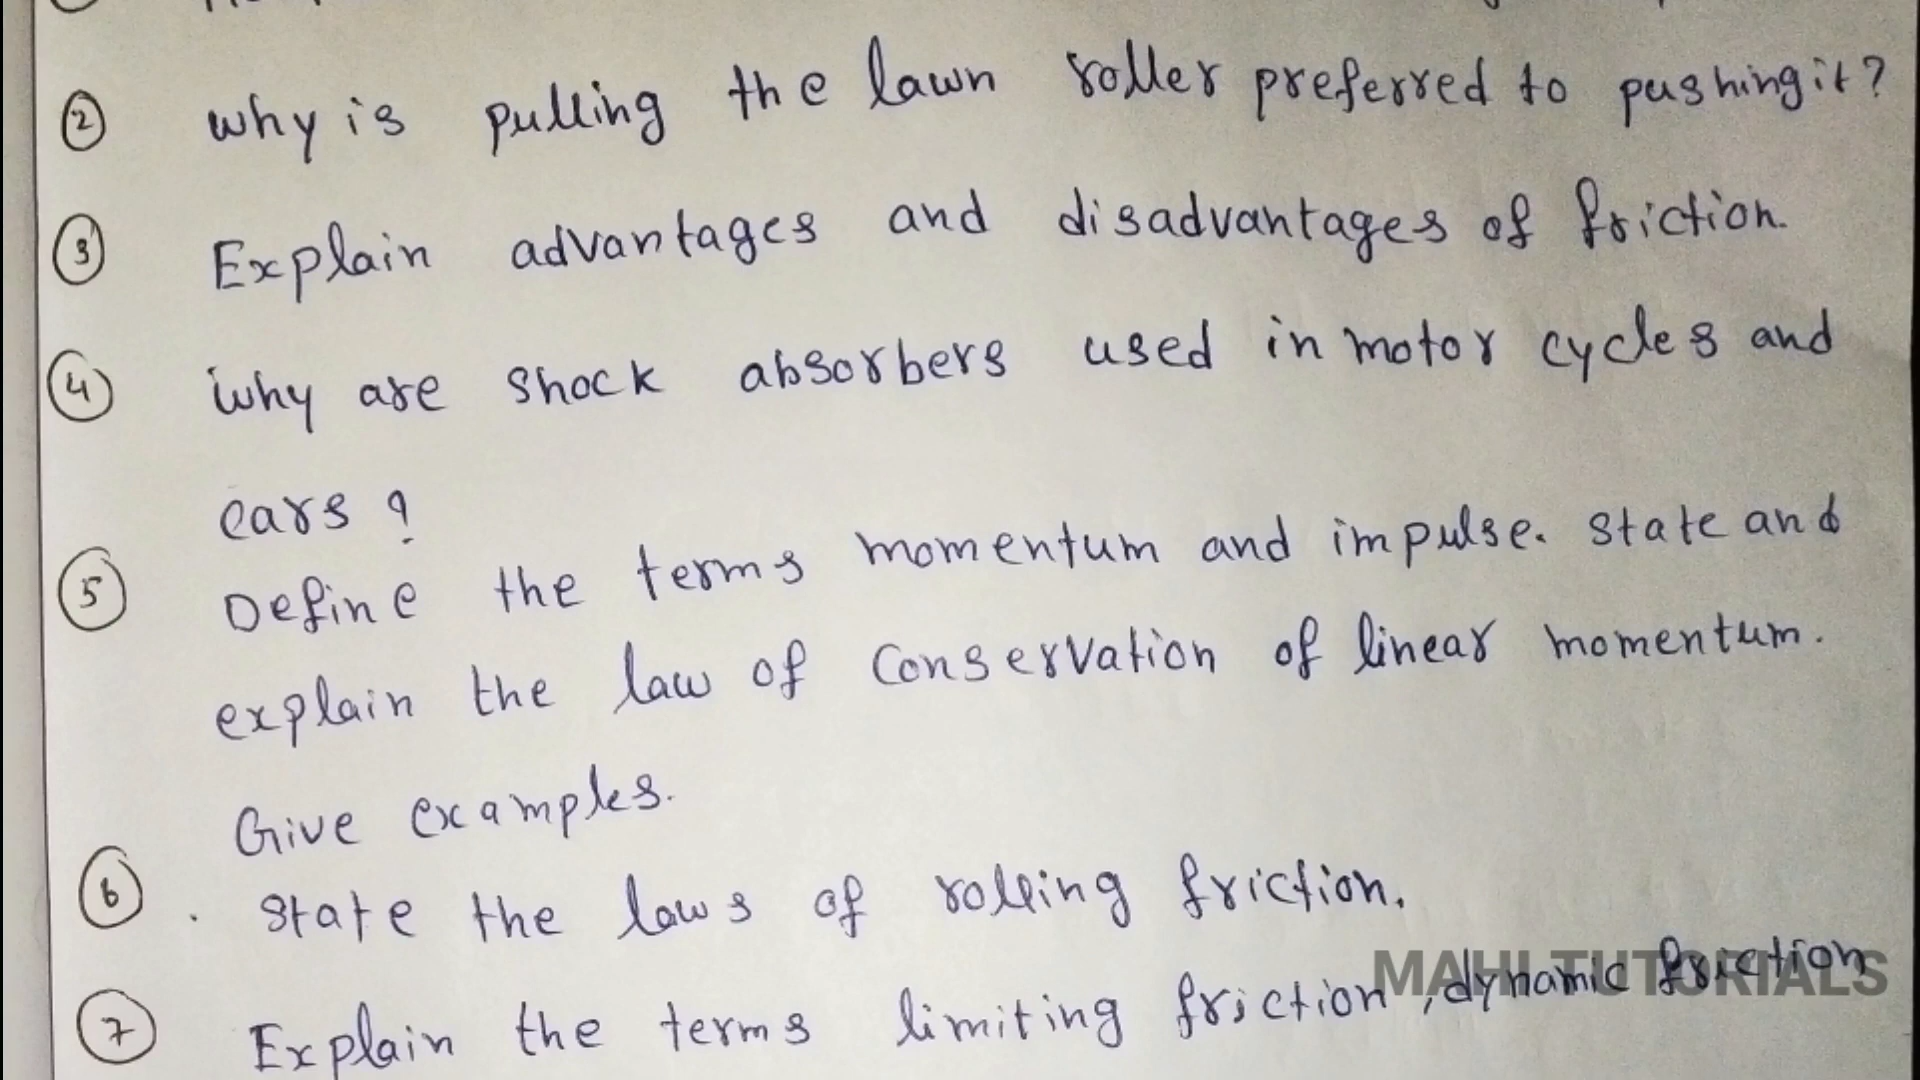 ② why is pulling the lawn roller preferred to pushing it?
③ Explain advantages and disadvantages of friction.
④ why are shock absorbers used in motor cycles and
cars ?
⑤ Define the terms momentum and impulse. State and
explain the law of Conservation of linear momentum.
Give examples.
⑥ State the laws of rolling friction.
MAHI TUTORIALS
⑦ Explain the terms limiting friction, dynamic friction